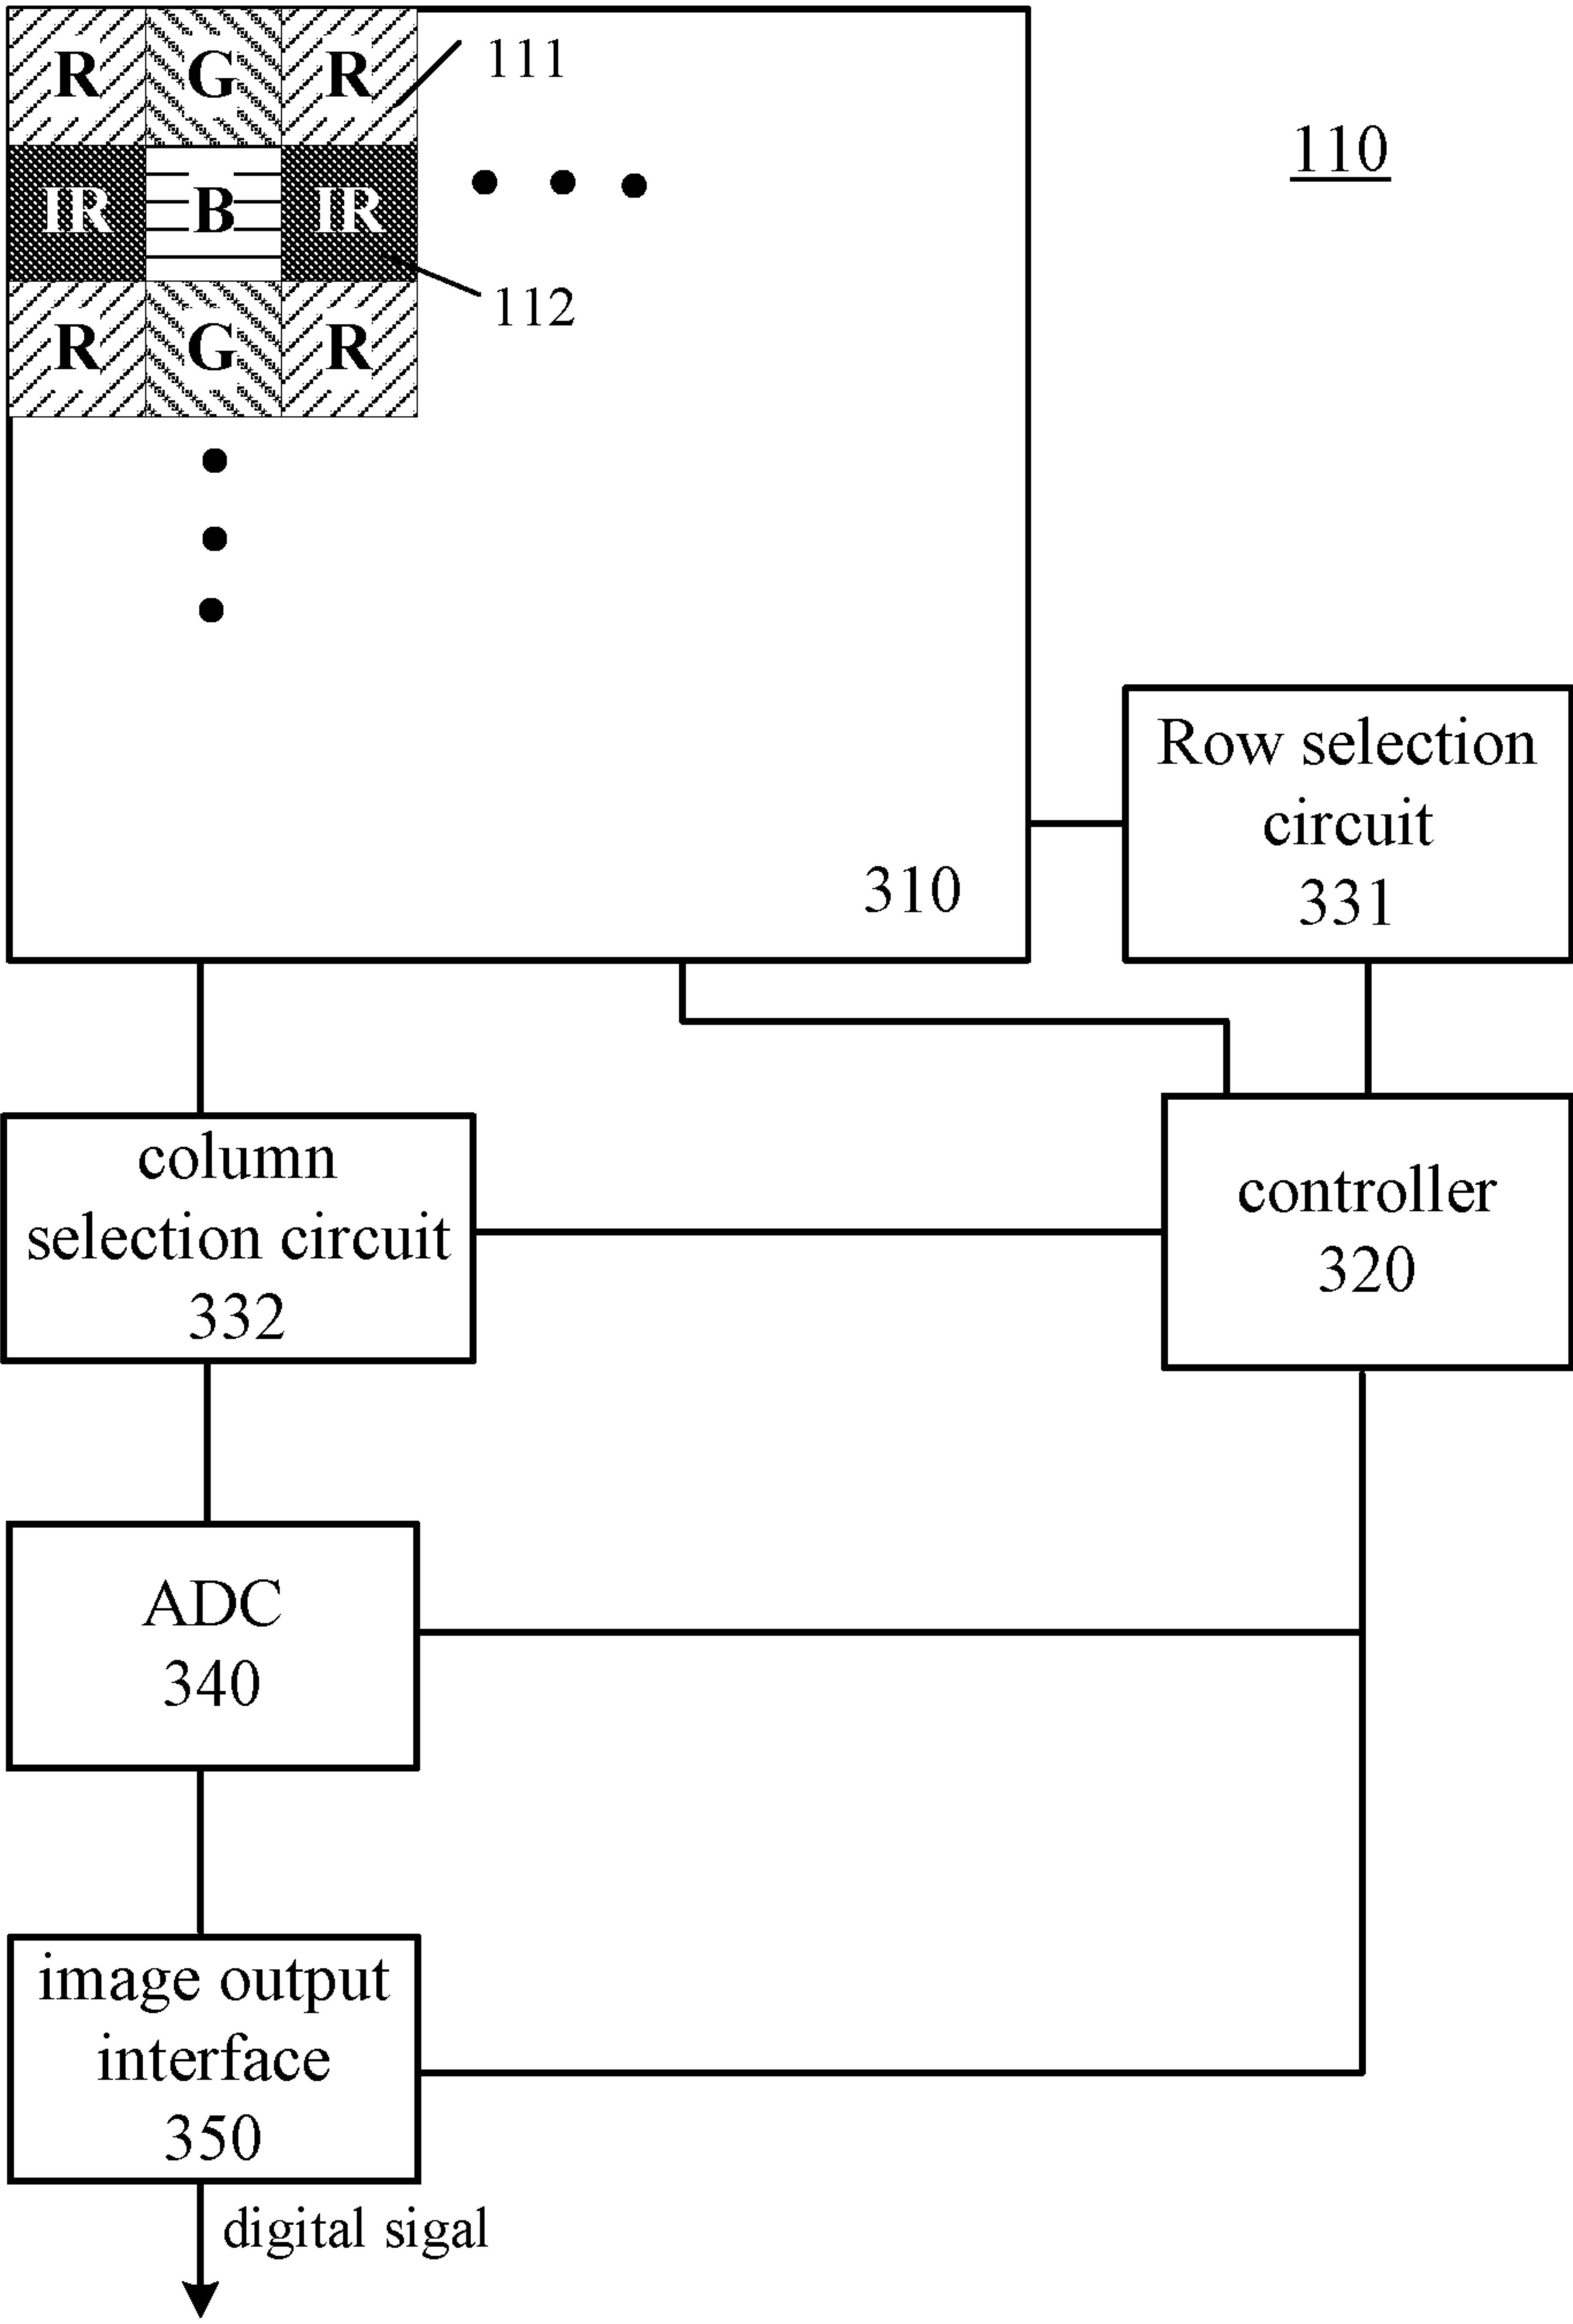 R G R
111
110
IR B IR
112
R G R
Row selection
circuit
331
310
column
selection circuit
332
controller
320
ADC
340
image output
interface
350
digital sigal